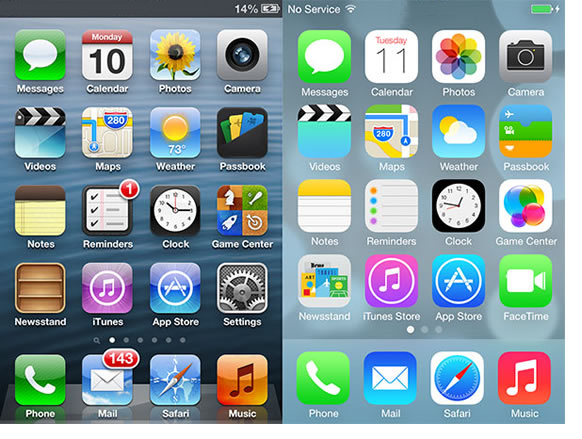 14%
Monday
10
Messages Calendar Photos Camera
280
73°
Videos Maps Weather Passbook
1
Notes Reminders Clock Game Center
Newsstand iTunes App Store Settings
143
Phone Mail Safari Music
No Service
Tuesday
11
Messages Calendar Photos Camera
280
Videos Maps Weather Passbook
Notes Reminders Clock Game Center
Newsstand iTunes Store App Store FaceTime
Phone Mail Safari Music